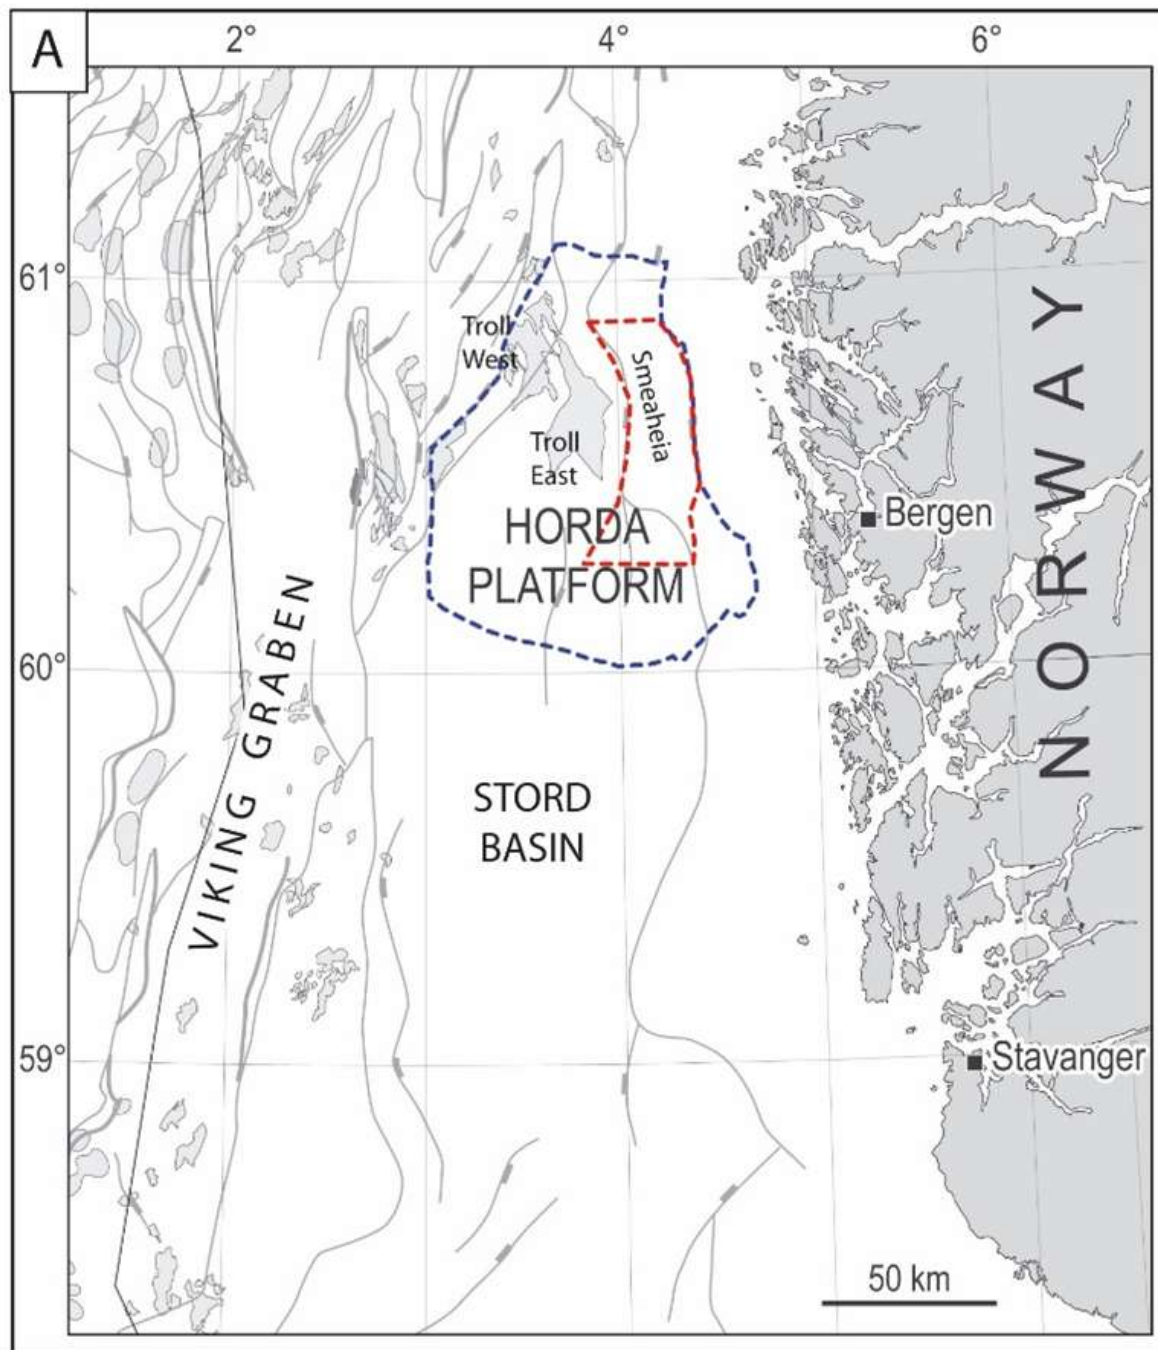 A
2°
4°
6°
61°
60°
59°
Troll
West
Smeaheia
Troll
East
HORDA
PLATFORM
Bergen
NORWAY
VIKING GRABEN
STORD
BASIN
Stavanger
50 km